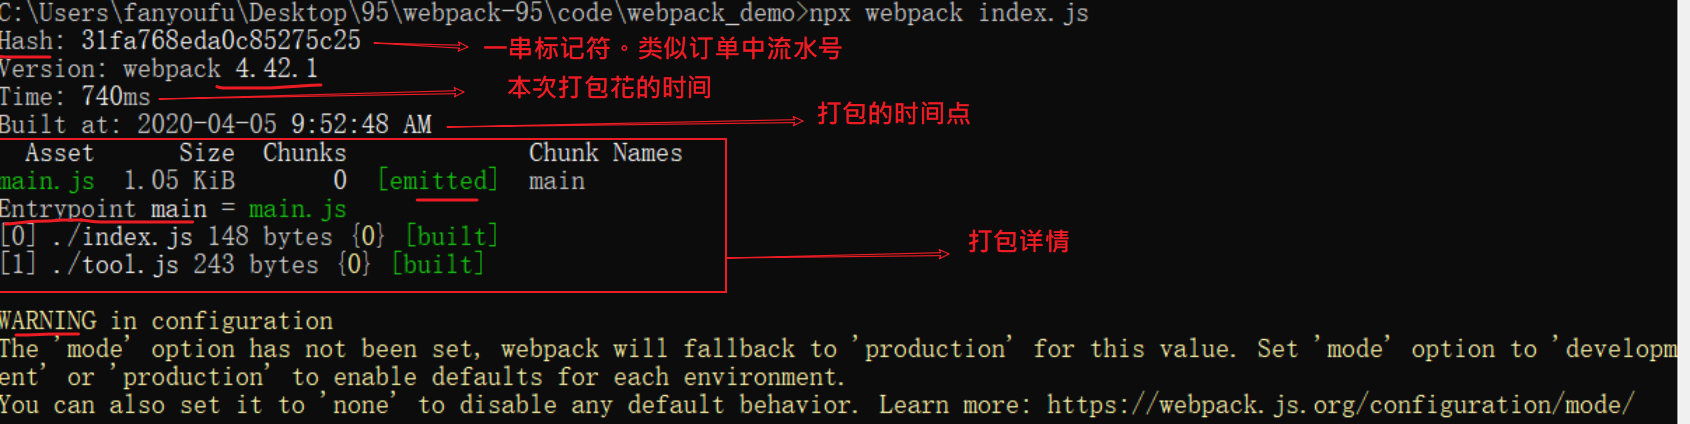 C:\Users\fanyoufu\Desktop\95\webpack-95\code\webpack_demo>npx webpack index.js
Hash: 31fa768eda0c85275c25 一串标记符。类似订单中流水号
Version: webpack 4.42.1
Time: 740ms 本次打包花的时间
Built at: 2020-04-05 9:52:48 AM 打包的时间点
Asset Size Chunks Chunk Names
main.js 1.05 KiB 0 [emitted] main
Entrypoint main = main.js
[0] ./index.js 148 bytes {0} [built]
[1] ./tool.js 243 bytes {0} [built]
打包详情
WARNING in configuration
The 'mode' option has not been set, webpack will fallback to 'production' for this value. Set 'mode' option to 'developm
ent' or 'production' to enable defaults for each environment.
You can also set it to 'none' to disable any default behavior. Learn more: https://webpack.js.org/configuration/mode/